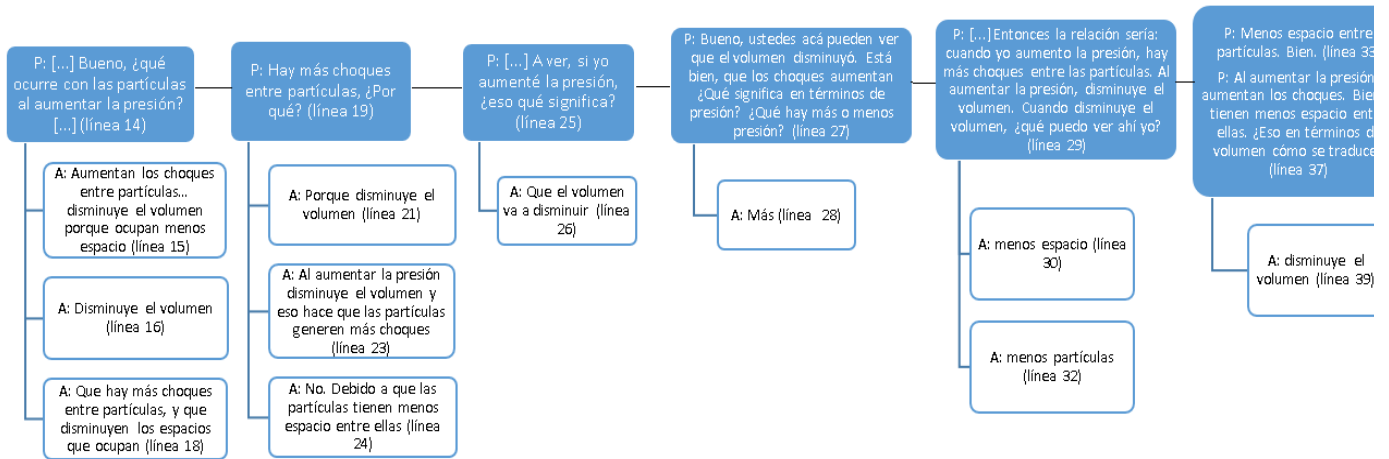 P: [...] Bueno, ¿qué
ocurre con las partículas
al aumentar la presión?
[...] (línea 14)
A: Aumentan los choques
entre partículas...
disminuye el volumen
porque ocupan menos
espacio (línea 15)
A: Disminuye el volumen
(línea 16)
A: Que hay más choques
entre partículas, y que
disminuyen los espacios
que ocupan (línea 18)
P: Hay más choques
entre partículas, ¿Por
qué? (línea 19)
A: Porque disminuye el
volumen (línea 21)
A: Al aumentar la presión
disminuye el volumen y
eso hace que las partículas
generen más choques
(línea 23)
A: No. Debido a que las
partículas tienen menos
espacio entre ellas (línea
24)
P: [...] A ver, si yo
aumenté la presión,
¿eso qué significa?
(línea 25)
A: Que el volumen
va a disminuir (línea
26)
P: Bueno, ustedes acá pueden ver
que el volumen disminuyó. Está
bien, que los choques aumentan
¿Qué significa en términos de
presión? ¿Qué hay más o menos
presión? (línea 27)
A: Más (línea 28)
P: [...] Entonces la relación sería:
cuando yo aumento la presión, hay
más choques entre las partículas. Al
aumentar la presión, disminuye el
volumen. Cuando disminuye el
volumen, ¿qué puedo ver ahí yo?
(línea 29)
A: menos espacio (línea
30)
A: menos partículas
(línea 32)
P: Menos espacio entre
partículas. Bien. (línea 33
P: Al aumentar la presión
aumentan los choques. Bien
tienen menos espacio
ellas. ¿Eso en términos
volumen cómo se traduce
(línea 37)
A: disminuye el
volumen (línea 39)